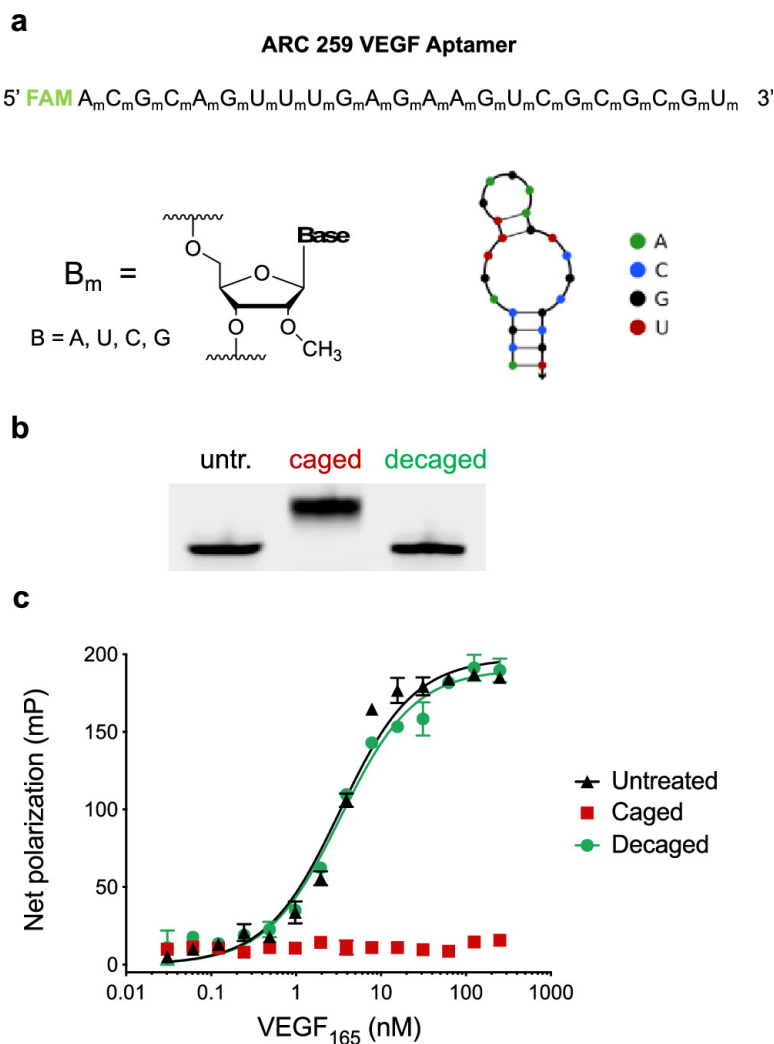 a
ARC 259 VEGF Aptamer
5' FAM AmCmGmCmAmGmUmUmUmGmAmGmAmAmGmUmCmGmCmGmCmGmUm 3'
Base
O
O
Bm =
O
O
CH3
B = A, U, C, G
A
C
G
U
b
untr. caged decaged
c
200
150
100
50
0
Net polarization (mP)
0.01 0.1 1 10 100 1000
VEGF165 (nM)
Untreated
Caged
Decaged